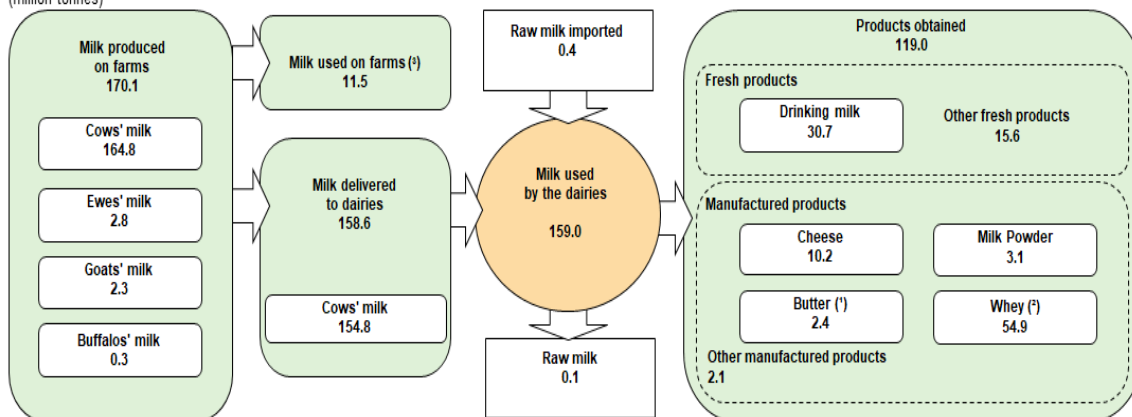 (million tonnes)
Milk produced
on farms
170.1
Cows' milk
164.8
Ewes' milk
2.8
Goats' milk
2.3
Buffalos' milk
0.3
Milk used on farms (³)
11.5
Milk delivered
to dairies
158.6
Cows' milk
154.8
Raw milk imported
0.4
Milk used
by the dairies
159.0
Raw milk
0.1
Products obtained
119.0
Fresh products
Drinking milk
30.7
Other fresh products
15.6
Manufactured products
Cheese
10.2
Milk Powder
3.1
Butter (¹)
2.4
Whey (²)
54.9
Other manufactured products
2.1